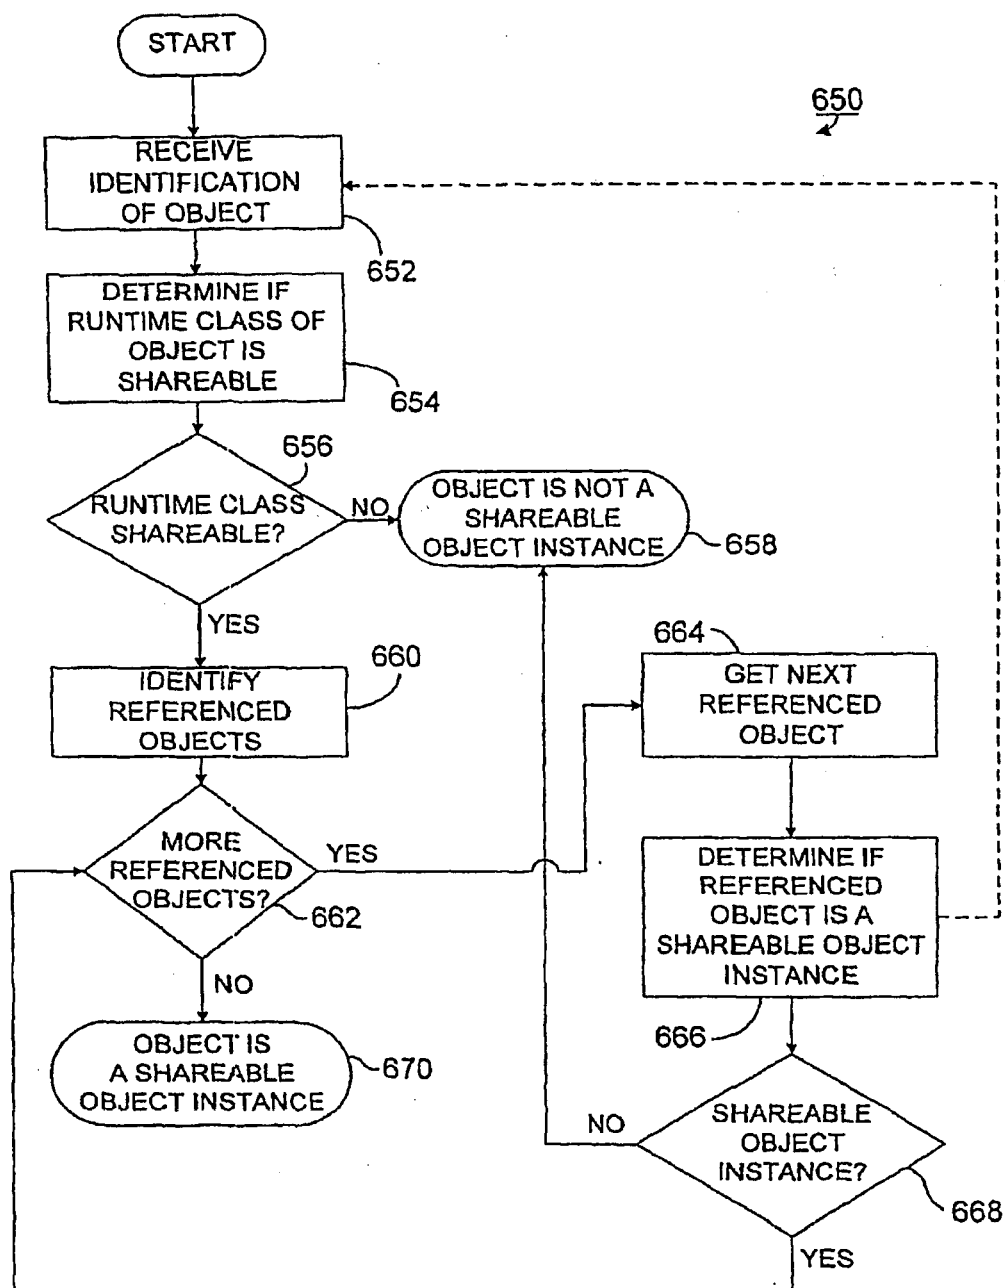 START
650
RECEIVE
IDENTIFICATION
OF OBJECT
652
DETERMINE IF
RUNTIME CLASS OF
OBJECT IS
SHAREABLE
654
656
RUNTIME CLASS
SHAREABLE?
NO
OBJECT IS NOT A
SHAREABLE
OBJECT INSTANCE
658
YES
660
IDENTIFY
REFERENCED
OBJECTS
664
GET NEXT
REFERENCED
OBJECT
MORE
REFERENCED
OBJECTS?
662
YES
DETERMINE IF
REFERENCED
OBJECT IS A
SHAREABLE OBJECT
INSTANCE
666
NO
OBJECT IS
A SHAREABLE
OBJECT INSTANCE
670
NO
SHAREABLE
OBJECT
INSTANCE?
668
YES